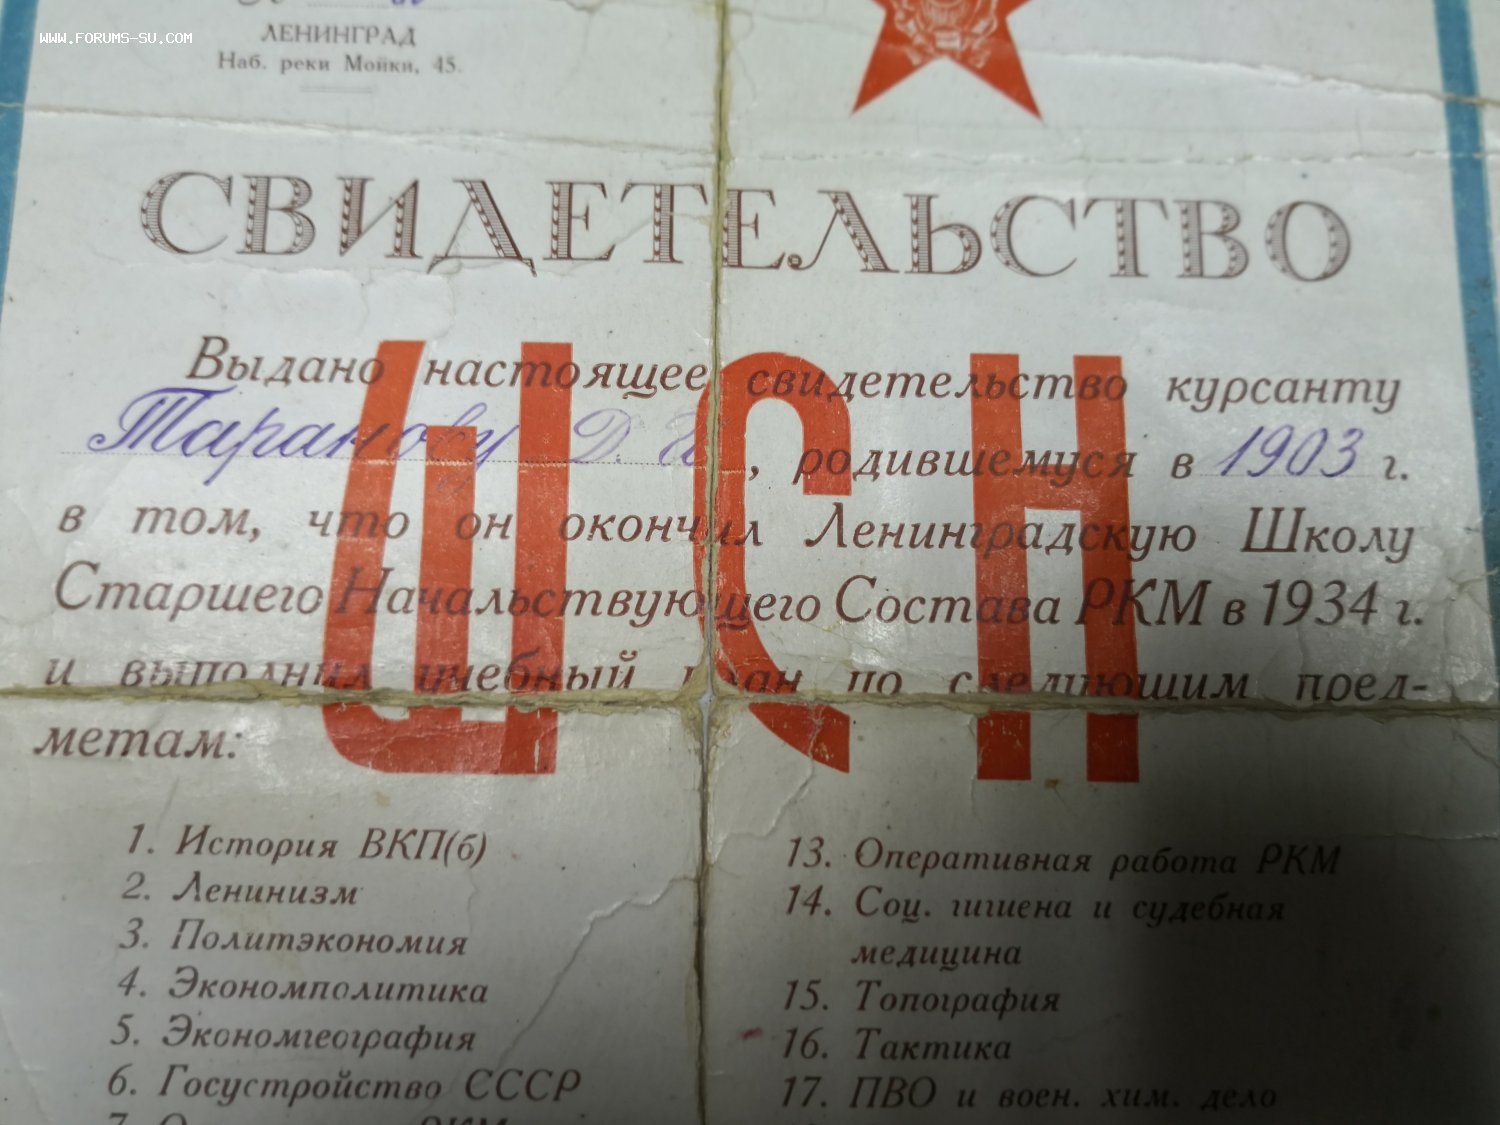 WWW.FORUMS-SU.COM
ЛЕНИНГРАД
Наб. реки Мойки, 45.
СВИДЕТЕЛЬСТВО
ШСН
Выдано настоящее свидетельство курсанту
Таранову Д. И, родившемуся в 1903 г.
в том, что он окончил Ленинградскую Школу
Старшего Начальствующего Состава РКМ в 1934 г.
и выполнил учебный план по следующим пред-
метам:
1. История ВКП(б)
2. Ленинизм
3. Политэкономия
4. Экономполитика
5. Экономгеография
6. Госустройство СССР
7. РКМ
13. Оперативная работа РКМ
14. Соц. гигиена и судебная
медицина
15. Топография
16. Тактика
17. ПВО и воен. хим. дело